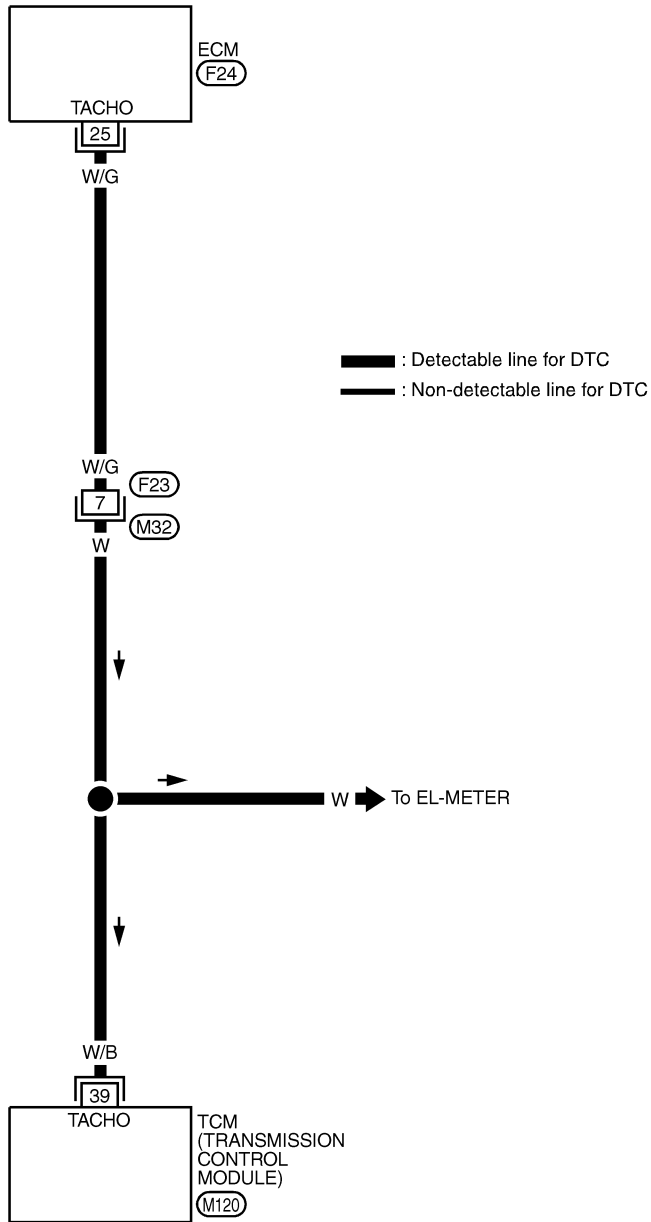 ECM
F24
TACHO
25
W/G
: Detectable line for DTC
: Non-detectable line for DTC
W/G
F23
7
M32
W
W
To EL-METER
W/B
39
TACHO
TCM
(TRANSMISSION
CONTROL
MODULE)
M120